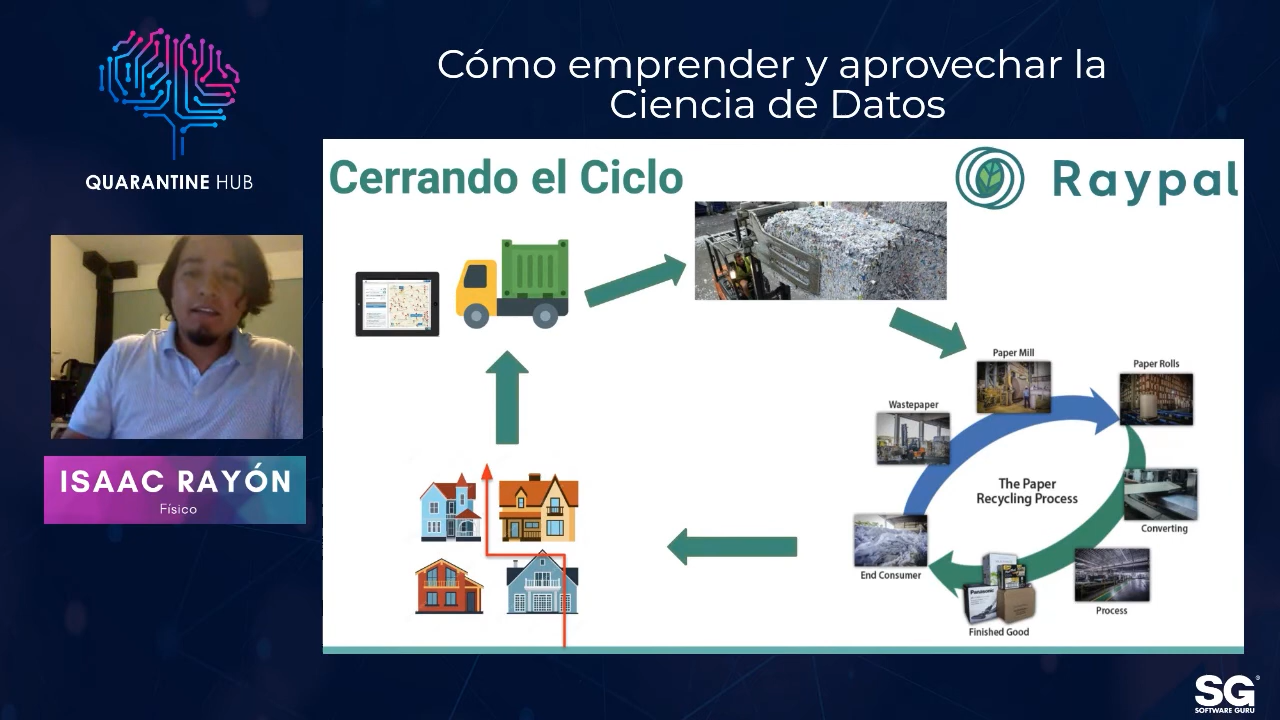 Cómo emprender y aprovechar la
Ciencia de Datos
QUARANTINE HUB
ISAAC RAYÓN
Físico
Cerrando el Ciclo
Raypal
Paper Mill
Paper Rolls
Wastepaper
The Paper
Recycling Process
Converting
End Consumer
Process
Panasonic
Finished Good
SG
SOFTWARE GURU